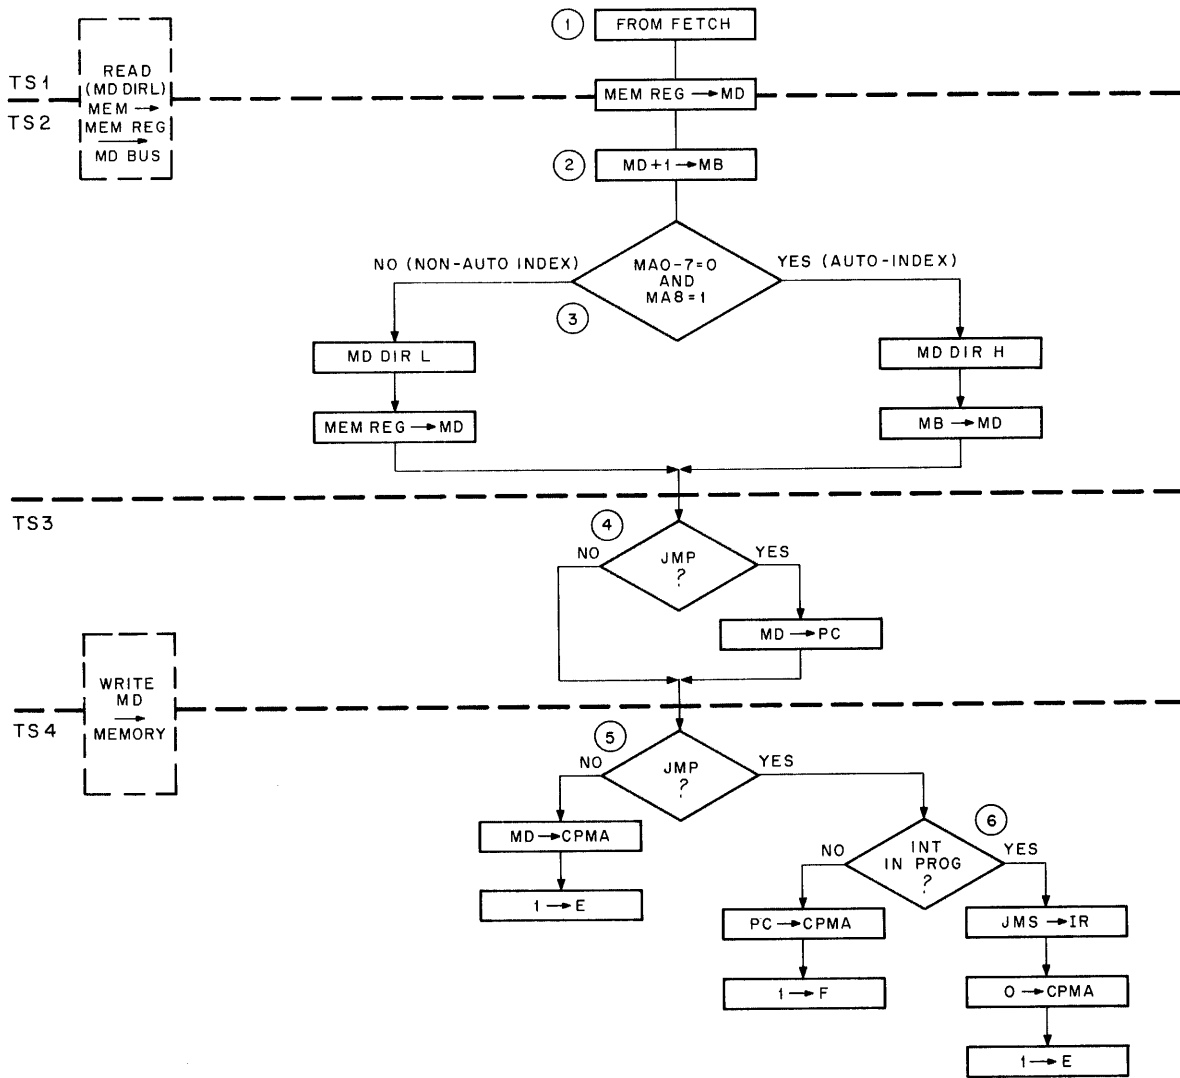 1
FROM FETCH
READ
(MD DIRL)
MEM →
MEM REG
→
MD BUS
TS1
TS2
MEM REG → MD
2
MD+1 → MB
NO (NON-AUTO INDEX)
MA0-7=0
AND
MA8=1
YES (AUTO-INDEX)
3
MD DIR L
MD DIR H
MEM REG → MD
MB → MD
TS3
4
NO
JMP
?
YES
MD → PC
WRITE
MD
→
MEMORY
TS4
5
NO
JMP
?
YES
MD → CPMA
6
NO
INT
IN PROG
?
YES
1 → E
PC → CPMA
JMS → IR
1 → F
0 → CPMA
1 → E